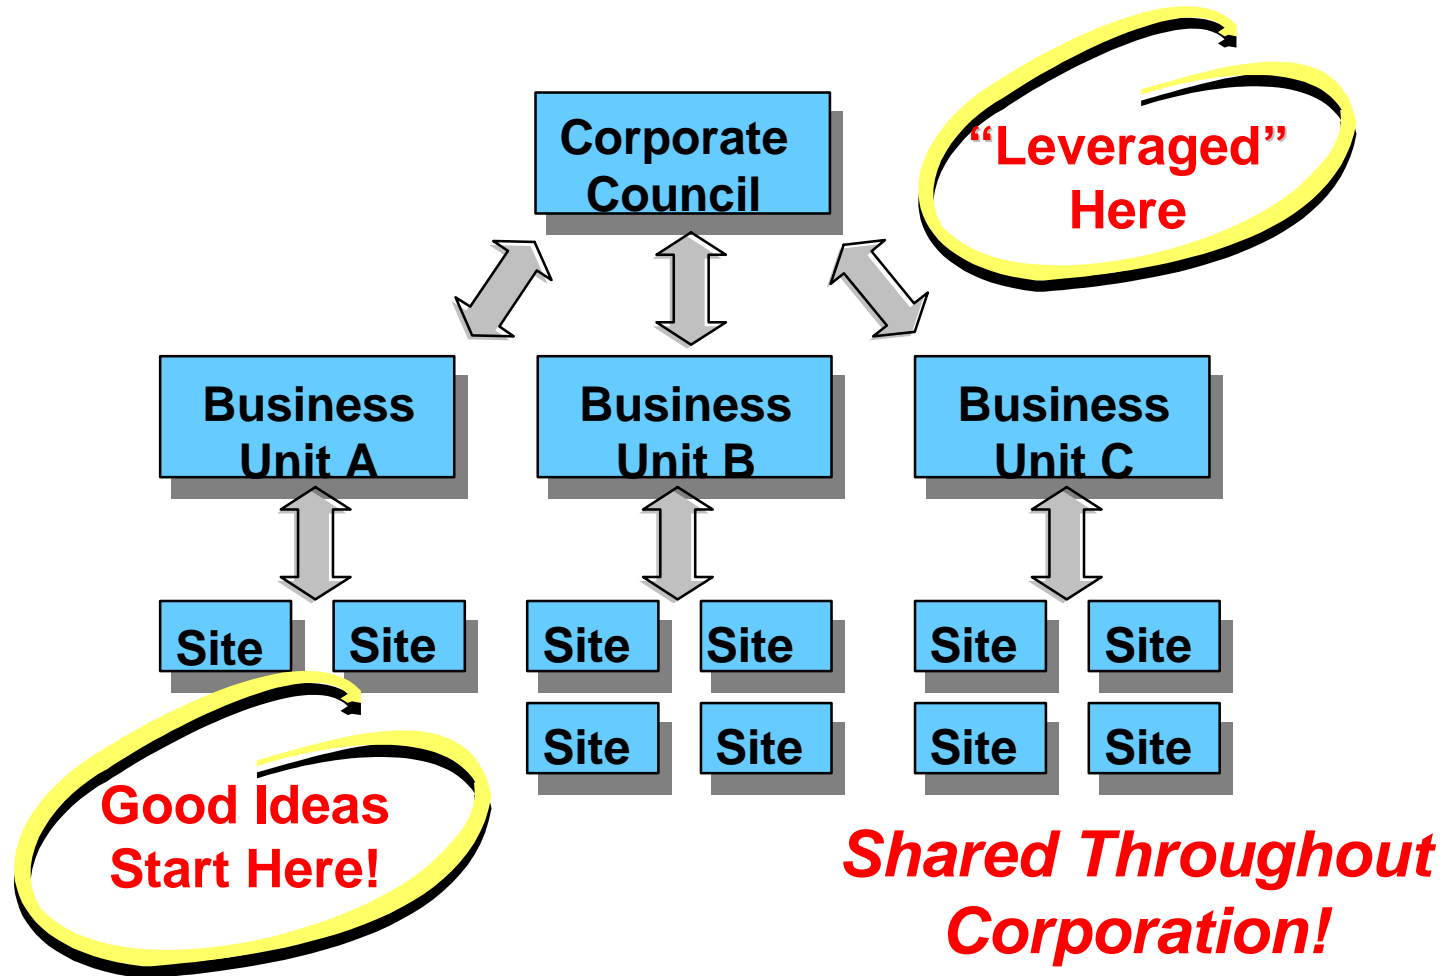 Corporate
Council
“Leveraged”
Here
Business
Unit A
Business
Unit B
Business
Unit C
Site
Site
Site
Site
Site
Site
Site
Site
Site
Site
Good Ideas
Start Here!
Shared Throughout
Corporation!